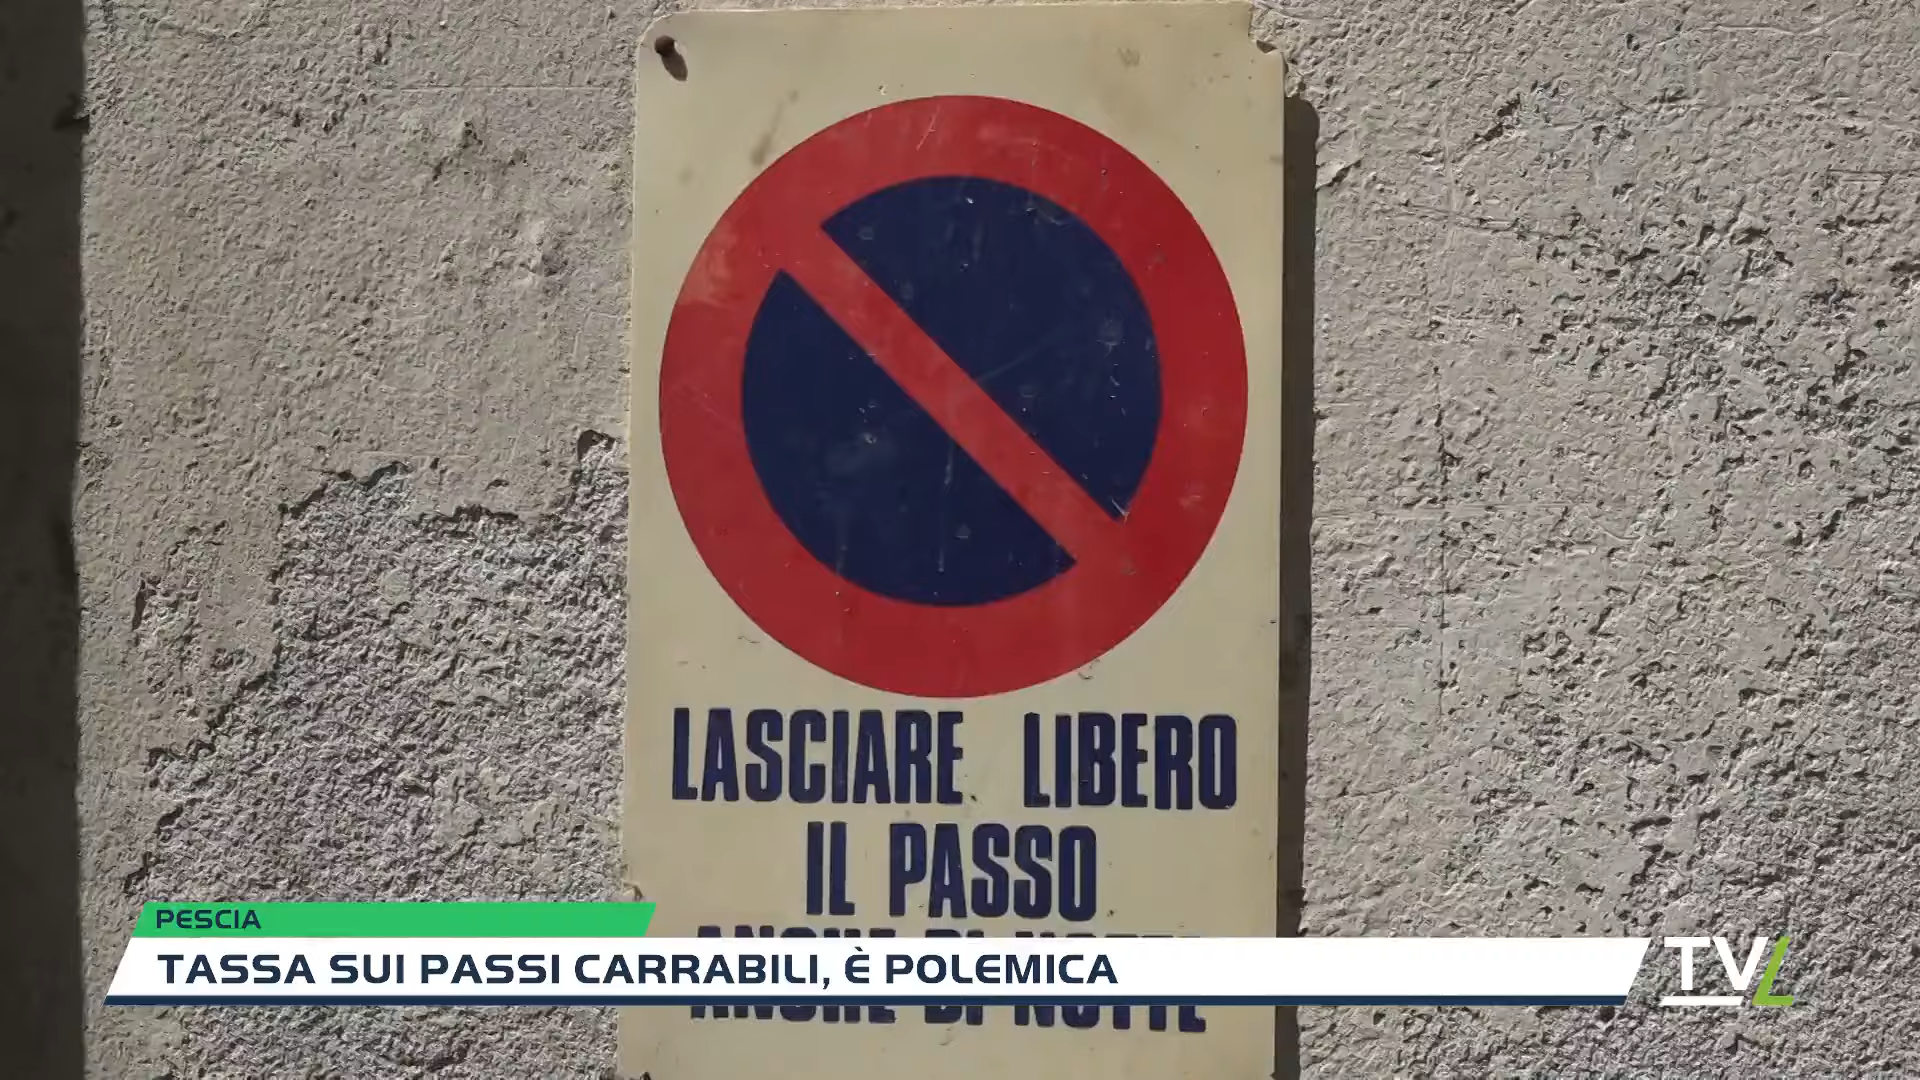 LASCIARE LIBERO
IL PASSO
ANCHE DI NOTTE
PESCIA
TASSA SUI PASSI CARRABILI, È POLEMICA
TVL